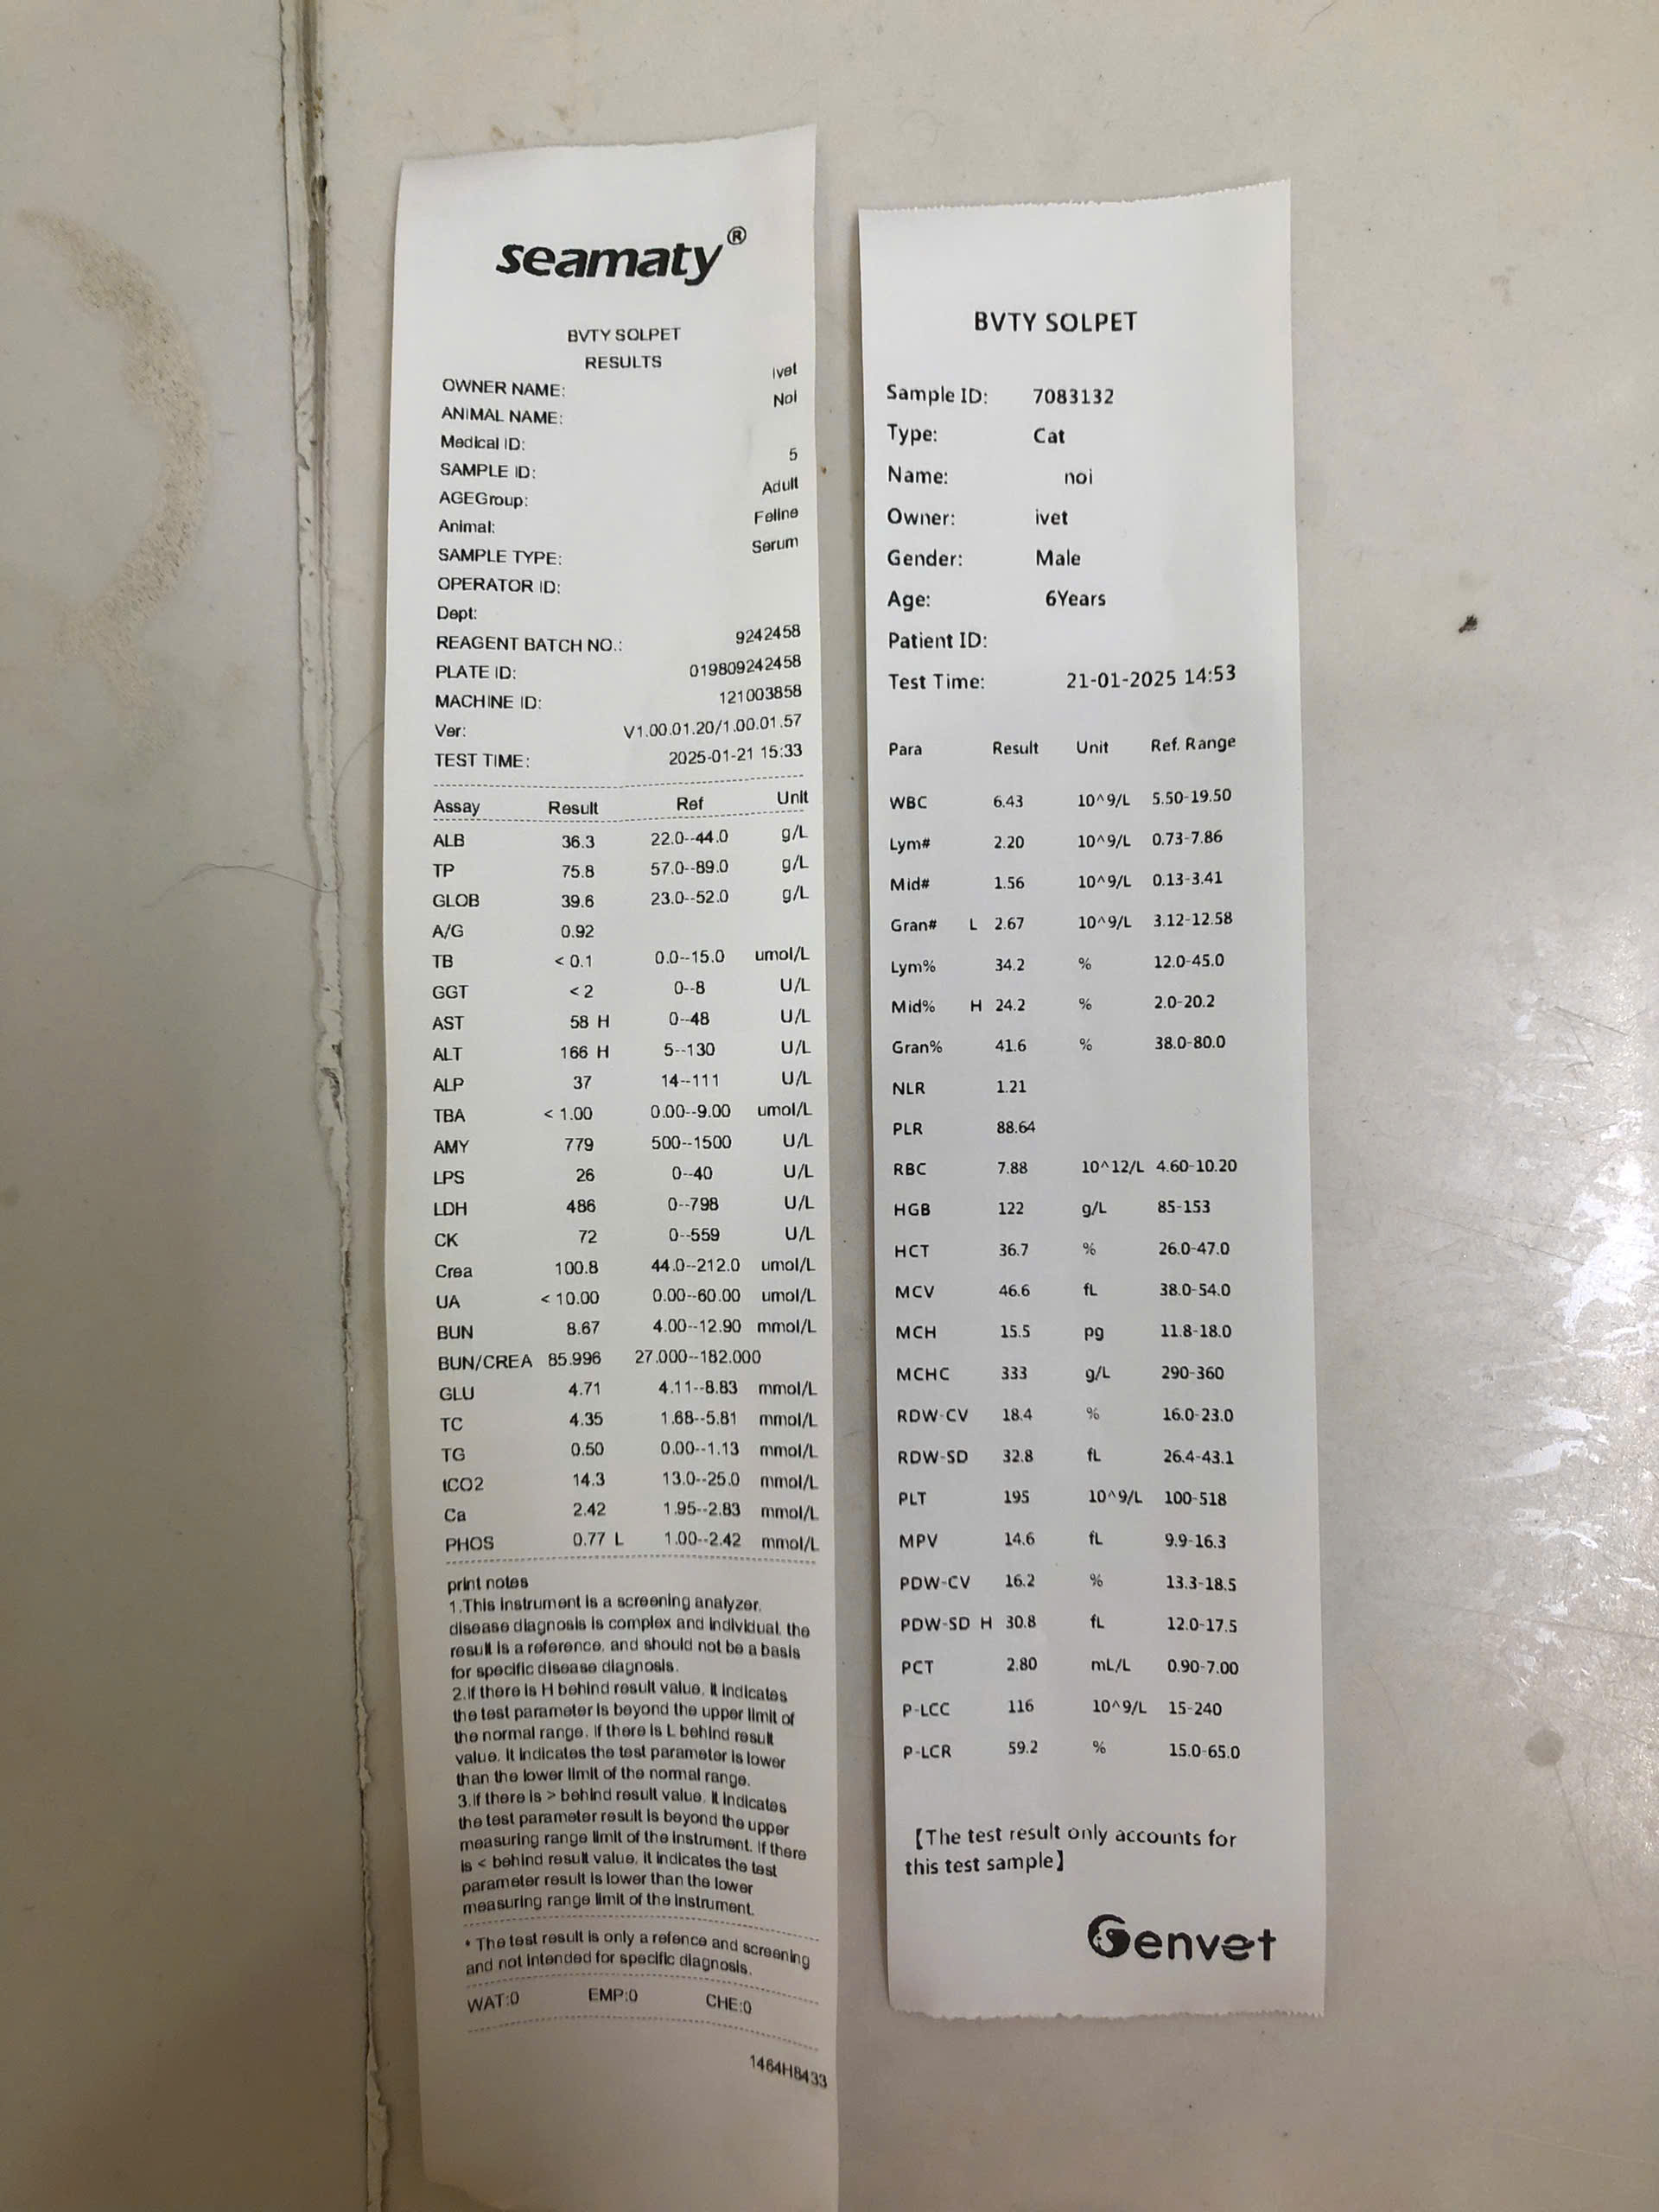 seamaty®
BVTY SOLPET
RESULTS
OWNER NAME: ivet
ANIMAL NAME: Noi
Medical ID:
SAMPLE ID: 5
AGEGroup: Adult
Animal: Feline
SAMPLE TYPE: Serum
OPERATOR ID:
Dept:
REAGENT BATCH NO.: 9242458
PLATE ID: 019809242458
MACHINE ID: 121003858
Ver: V1.00.01.20/1.00.01.57
TEST TIME: 2025-01-21 15:33
Assay Result Ref Unit
ALB 36.3 22.0--44.0 g/L
TP 75.8 57.0--89.0 g/L
GLOB 39.6 23.0--52.0 g/L
A/G 0.92
TB < 0.1 0.0--15.0 umol/L
GGT < 2 0--8 U/L
AST 58 H 0--48 U/L
ALT 166 H 5--130 U/L
ALP 37 14--111 U/L
TBA < 1.00 0.00--9.00 umol/L
AMY 779 500--1500 U/L
LPS 26 0--40 U/L
LDH 486 0--798 U/L
CK 72 0--559 U/L
Crea 100.8 44.0--212.0 umol/L
UA < 10.00 0.00--60.00 umol/L
BUN 8.67 4.00--12.90 mmol/L
BUN/CREA 85.996 27.000--182.000
GLU 4.71 4.11--8.83 mmol/L
TC 4.35 1.68--5.81 mmol/L
TG 0.50 0.00--1.13 mmol/L
tCO2 14.3 13.0--25.0 mmol/L
Ca 2.42 1.95--2.83 mmol/L
PHOS 0.77 L 1.00--2.42 mmol/L
print notes
1.This instrument is a screening analyzer,
disease diagnosis is complex and individual, the
result is a reference, and should not be a basis
for specific disease diagnosis.
2.If there is H behind result value, it indicates
the test parameter is beyond the upper limit of
the normal range. If there is L behind result
value, it indicates the test parameter is lower
than the lower limit of the normal range.
3.If there is > behind result value, it indicates
the test parameter result is beyond the upper
measuring range limit of the instrument. If there
is < behind result value, it indicates the test
parameter result is lower than the lower
measuring range limit of the instrument.
* The test result is only a refence and screening
and not intended for specific diagnosis.
WAT:0 EMP:0 CHE:0
1464H8433
BVTY SOLPET
Sample ID: 7083132
Type: Cat
Name: noi
Owner: ivet
Gender: Male
Age: 6Years
Patient ID:
Test Time: 21-01-2025 14:53
Para Result Unit Ref. Range
WBC 6.43 10^9/L 5.50-19.50
Lym# 2.20 10^9/L 0.73-7.86
Mid# 1.56 10^9/L 0.13-3.41
Gran# L 2.67 10^9/L 3.12-12.58
Lym% 34.2 % 12.0-45.0
Mid% H 24.2 % 2.0-20.2
Gran% 41.6 % 38.0-80.0
NLR 1.21
PLR 88.64
RBC 7.88 10^12/L 4.60-10.20
HGB 122 g/L 85-153
HCT 36.7 % 26.0-47.0
MCV 46.6 fL 38.0-54.0
MCH 15.5 pg 11.8-18.0
MCHC 333 g/L 290-360
RDW-CV 18.4 % 16.0-23.0
RDW-SD 32.8 fL 26.4-43.1
PLT 195 10^9/L 100-518
MPV 14.6 fL 9.9-16.3
PDW-CV 16.2 % 13.3-18.5
PDW-SD H 30.8 fL 12.0-17.5
PCT 2.80 mL/L 0.90-7.00
P-LCC 116 10^9/L 15-240
P-LCR 59.2 % 15.0-65.0
【The test result only accounts for
this test sample】
Genvet